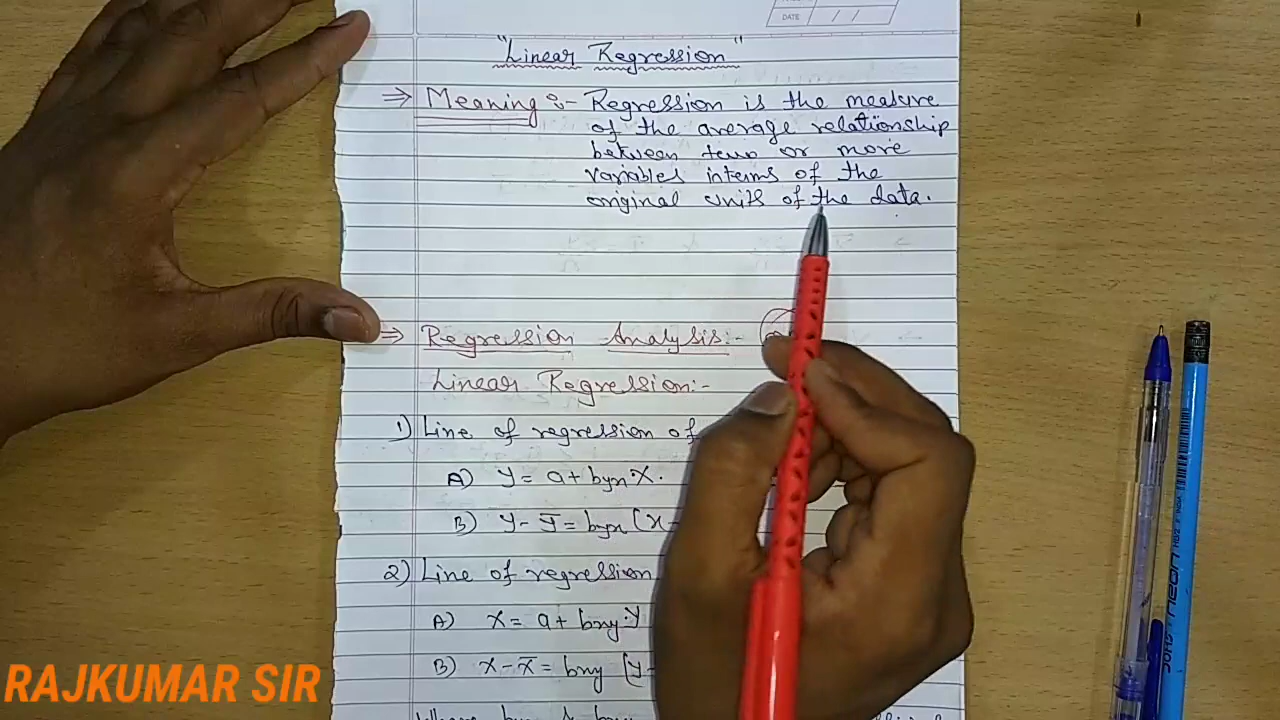 DATE / /
"Linear Regression"
⇒ Meaning :- Regression is the measure
of the average relationship
between two or more
variables interms of the
original units of the data.
⇒ Regression Analysis:-
Linear Regression:-
1) Line of regression of
A) Y = a + byx·X.
B) Y - Y̅ = byx (x -
2) Line of regression
A) X = a + bxy·Y
B) X - X̅ = bxy (y -
RAJKUMAR SIR